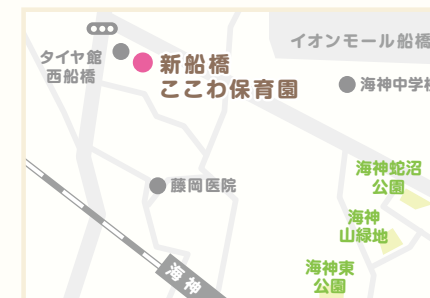 イオンモール船橋
タイヤ館
西船橋
新船橋
ここわ保育園
海神中学校
藤岡医院
海神蛇沼
公園
海神
山緑地
海神
海神東
公園